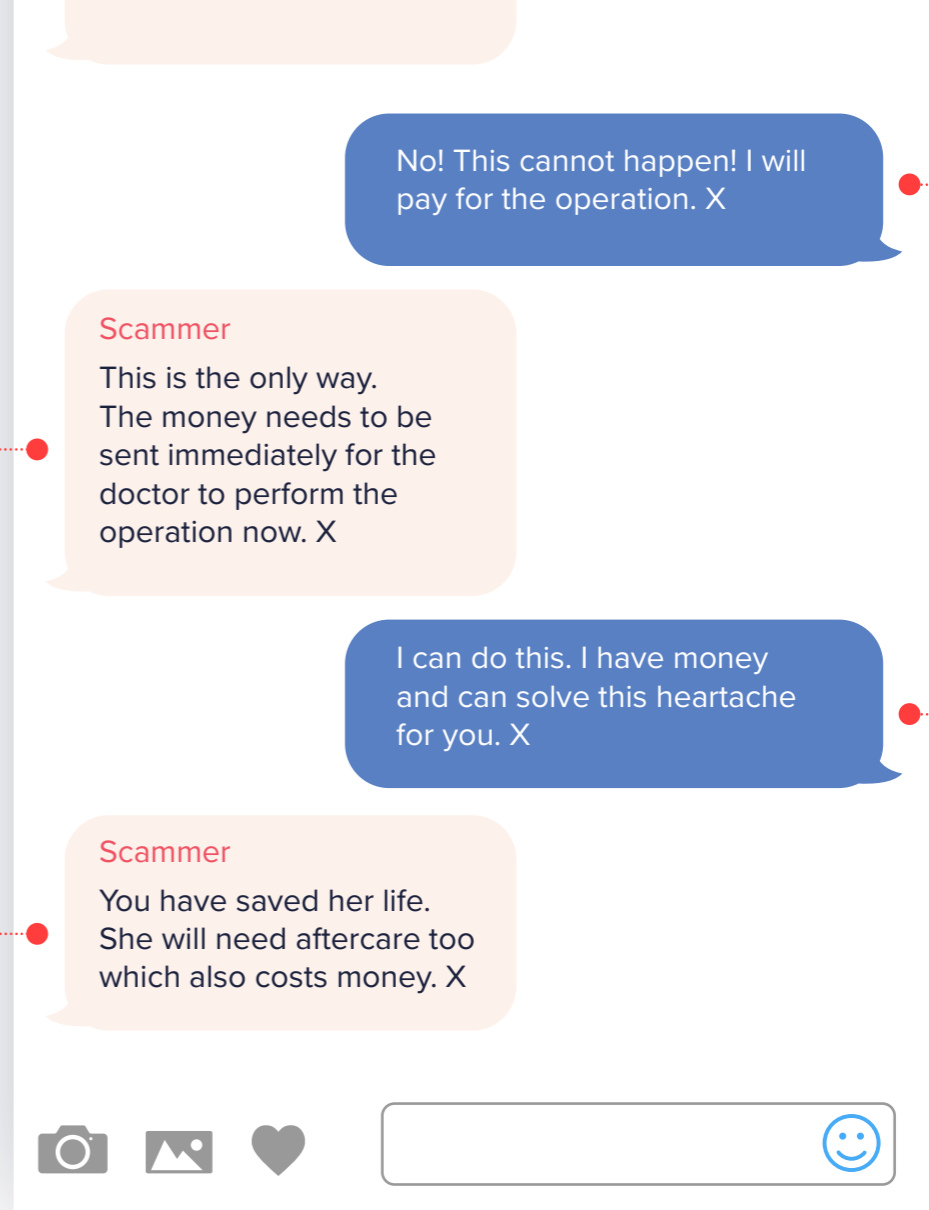 No! This cannot happen! I will
pay for the operation. X
Scammer
This is the only way.
The money needs to be
sent immediately for the
doctor to perform the
operation now. X
I can do this. I have money
and can solve this heartache
for you. X
Scammer
You have saved her life.
She will need aftercare too
which also costs money. X